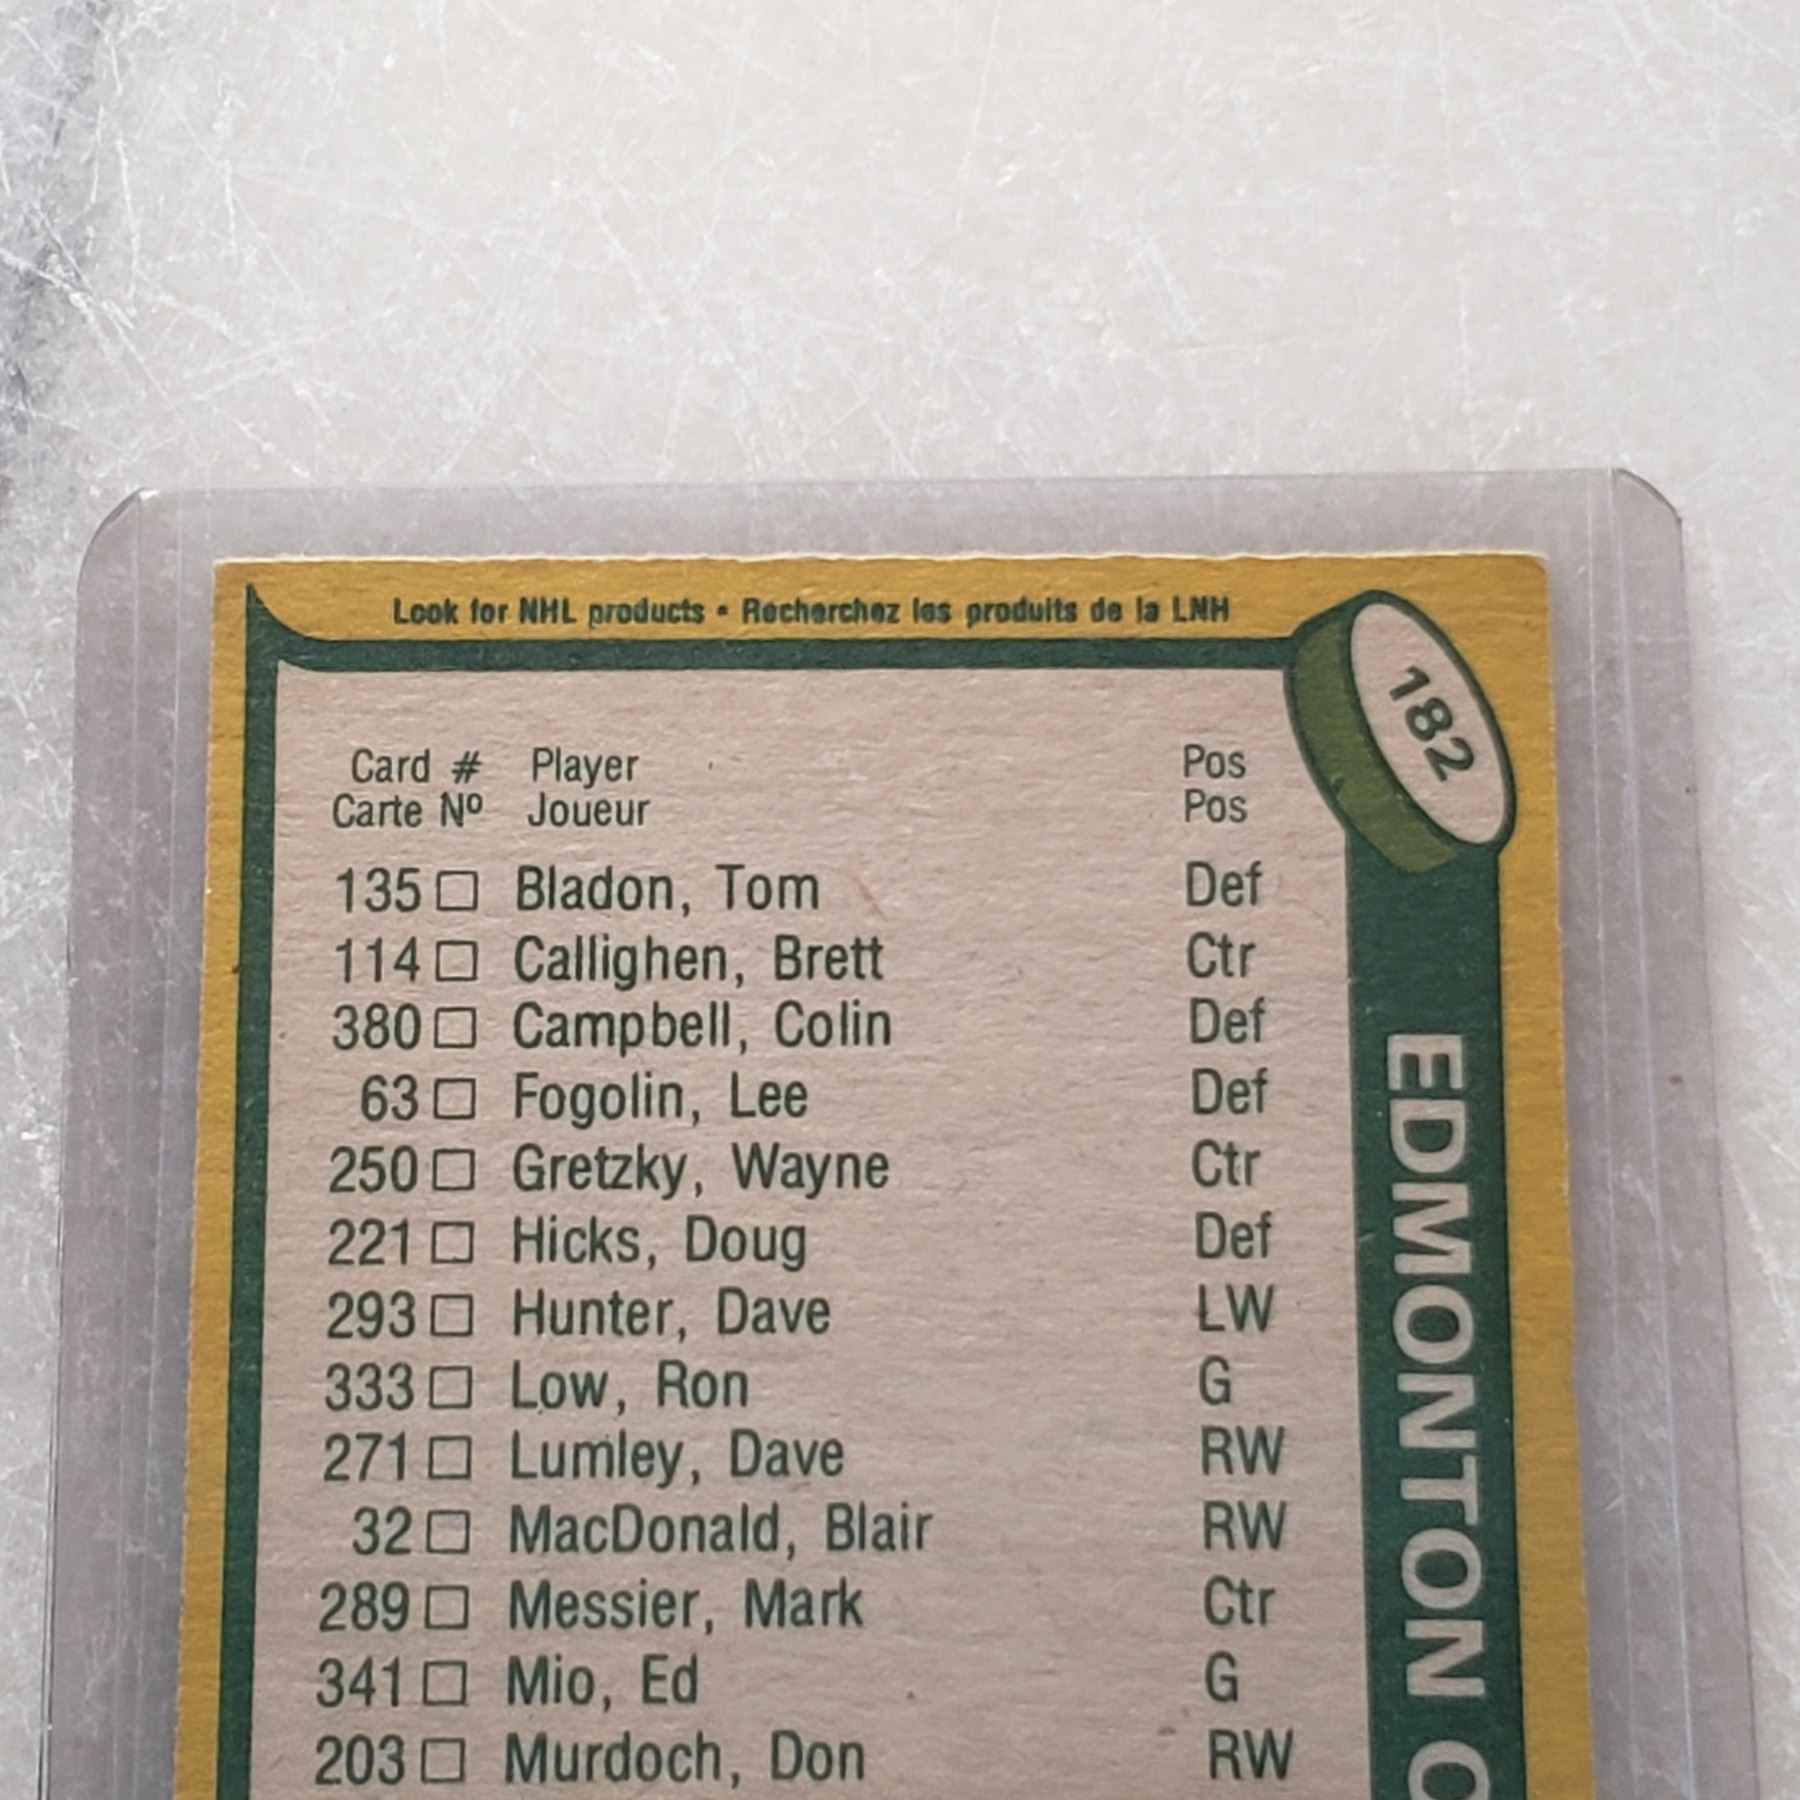 Look for NHL products • Recherchez les produits de la LNH
182
Card # Player Pos
Carte Nº Joueur Pos
135 Bladon, Tom Def
114 Callighen, Brett Ctr
380 Campbell, Colin Def
63 Fogolin, Lee Def
250 Gretzky, Wayne Ctr
221 Hicks, Doug Def
293 Hunter, Dave LW
333 Low, Ron G
271 Lumley, Dave RW
32 MacDonald, Blair RW
289 Messier, Mark Ctr
341 Mio, Ed G
203 Murdoch, Don RW
EDMONTON O